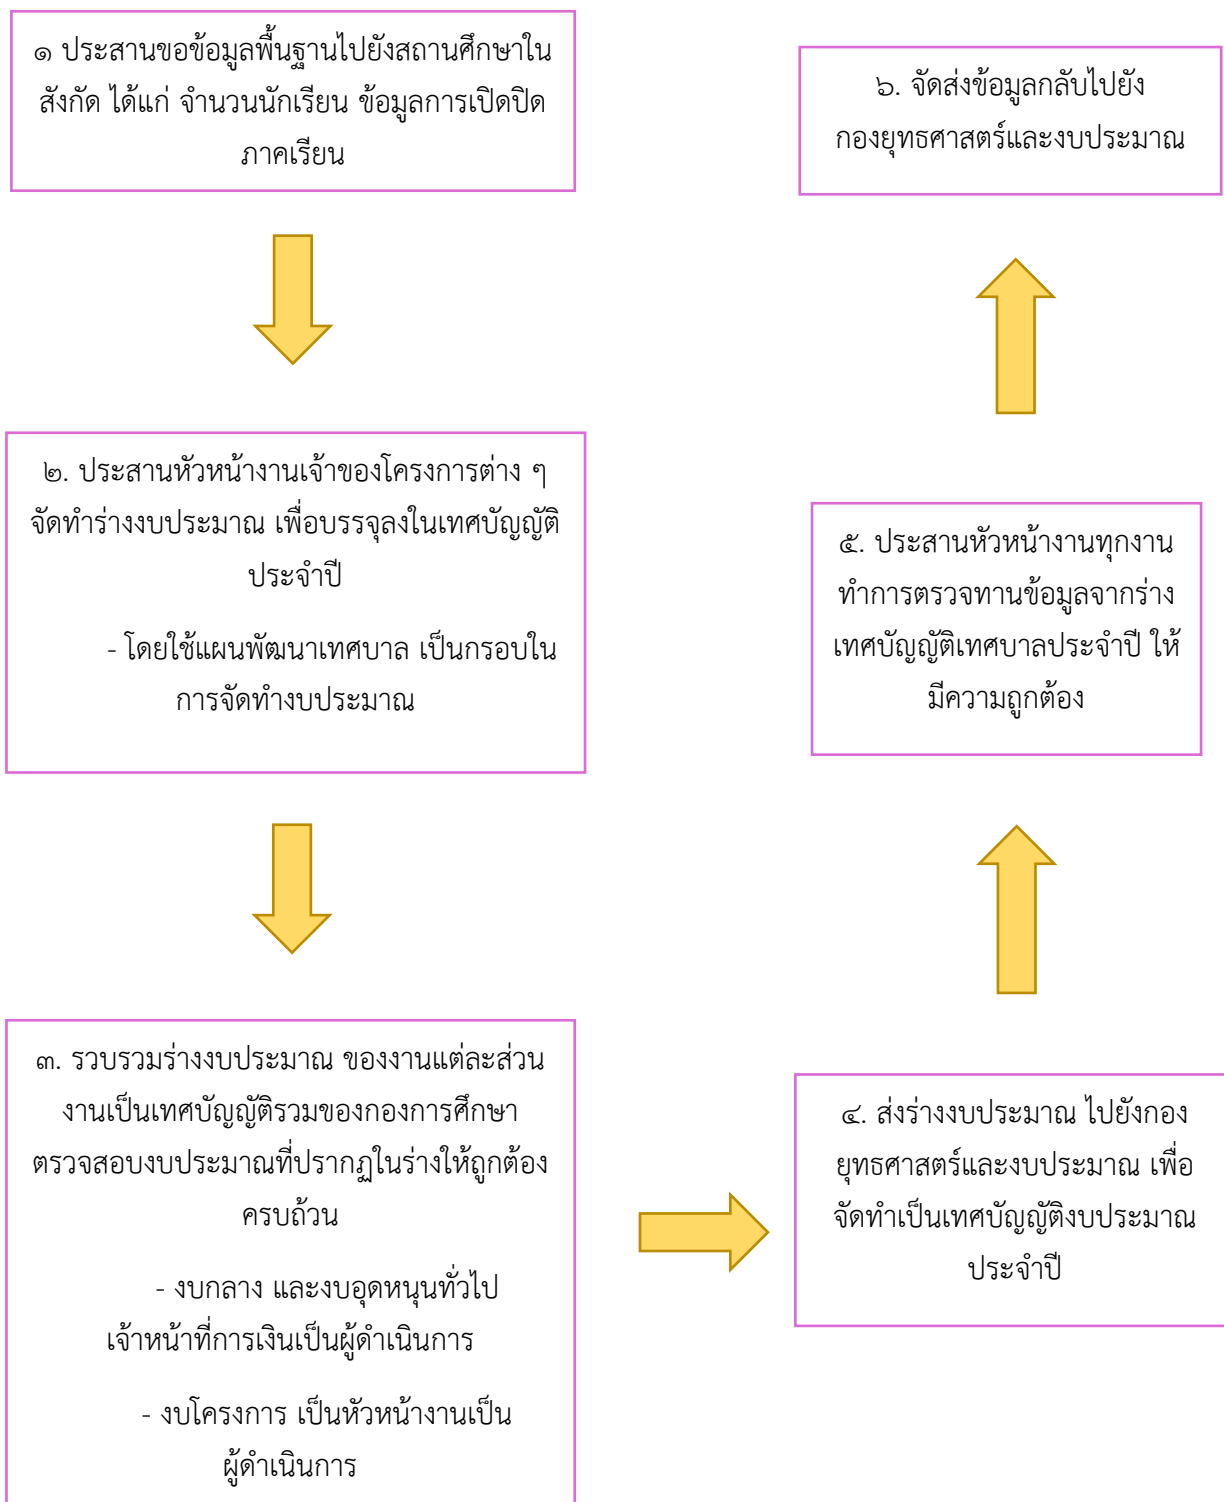 ๑ ประสานขอข้อมูลพื้นฐานไปยังสถานศึกษาใน
สังกัด ได้แก่ จำนวนนักเรียน ข้อมูลการเปิดปิด
ภาคเรียน
๒. ประสานหัวหน้างานเจ้าของโครงการต่าง ๆ
จัดทำร่างงบประมาณ เพื่อบรรจุลงในเทศบัญญัติ
ประจำปี
- โดยใช้แผนพัฒนาเทศบาล เป็นกรอบใน
การจัดทำงบประมาณ
๓. รวบรวมร่างงบประมาณ ของงานแต่ละส่วน
งานเป็นเทศบัญญัติรวมของกองการศึกษา
ตรวจสอบงบประมาณที่ปรากฏในร่างให้ถูกต้อง
ครบถ้วน
- งบกลาง และงบอุดหนุนทั่วไป
เจ้าหน้าที่การเงินเป็นผู้ดำเนินการ
- งบโครงการ เป็นหัวหน้างานเป็น
ผู้ดำเนินการ
๔. ส่งร่างงบประมาณ ไปยังกอง
ยุทธศาสตร์และงบประมาณ เพื่อ
จัดทำเป็นเทศบัญญัติงบประมาณ
ประจำปี
๕. ประสานหัวหน้างานทุกงาน
ทำการตรวจทานข้อมูลจากร่าง
เทศบัญญัติเทศบาลประจำปี ให้
มีความถูกต้อง
๖. จัดส่งข้อมูลกลับไปยัง
กองยุทธศาสตร์และงบประมาณ